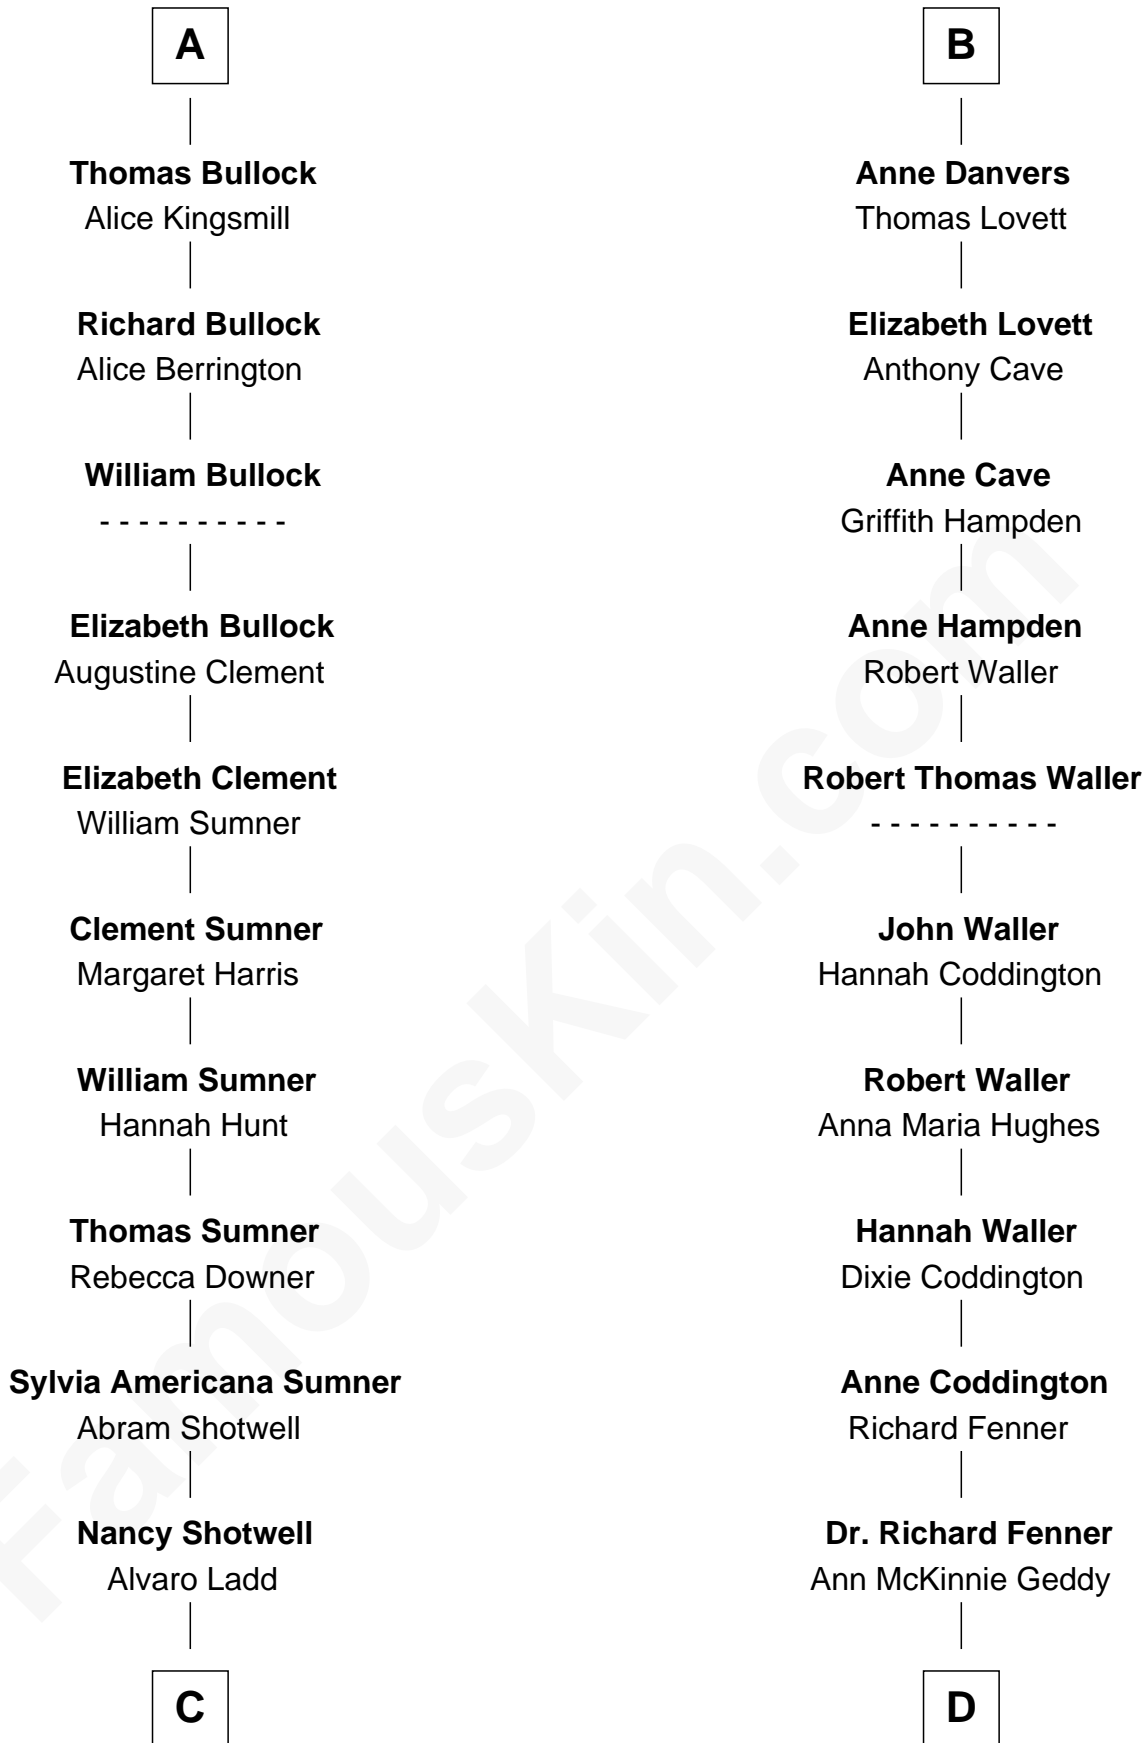 A
Thomas Bullock
Alice Kingsmill
Richard Bullock
Alice Berrington
William Bullock
- - - - - - - - - -
Elizabeth Bullock
Augustine Clement
Elizabeth Clement
William Sumner
Clement Sumner
Margaret Harris
William Sumner
Hannah Hunt
Thomas Sumner
Rebecca Downer
Sylvia Americana Sumner
Abram Shotwell
Nancy Shotwell
Alvaro Ladd
C
B
Anne Danvers
Thomas Lovett
Elizabeth Lovett
Anthony Cave
Anne Cave
Griffith Hampden
Anne Hampden
Robert Waller
Robert Thomas Waller
- - - - - - - - - -
John Waller
Hannah Coddington
Robert Waller
Anna Maria Hughes
Hannah Waller
Dixie Coddington
Anne Coddington
Richard Fenner
Dr. Richard Fenner
Ann McKinnie Geddy
D
FamousKin.com